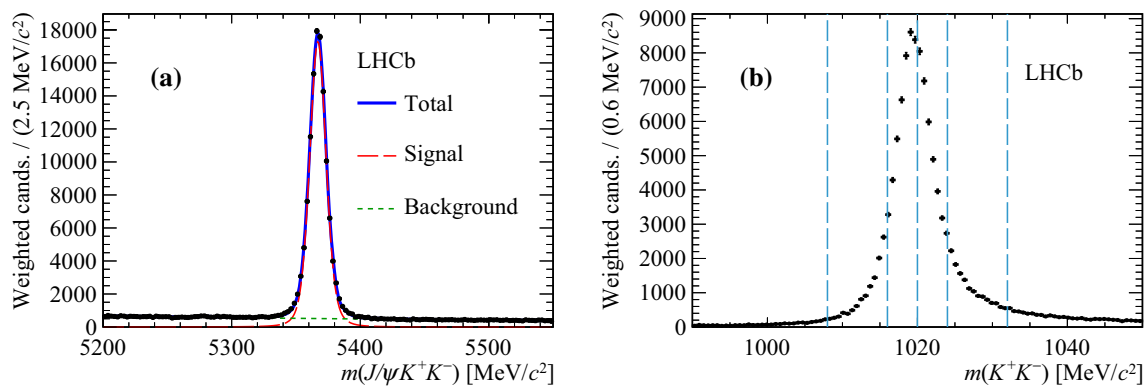 Weighted cands. / (2.5 MeV/c²)
18000
16000
14000
12000
10000
8000
6000
4000
2000
0
(a)
LHCb
Total
Signal
Background
5200
5300
5400
5500
m(J/ψK⁺K⁻) [MeV/c²]
Weighted cands. / (0.6 MeV/c²)
9000
8000
7000
6000
5000
4000
3000
2000
1000
0
(b)
LHCb
1000
1020
1040
m(K⁺K⁻) [MeV/c²]